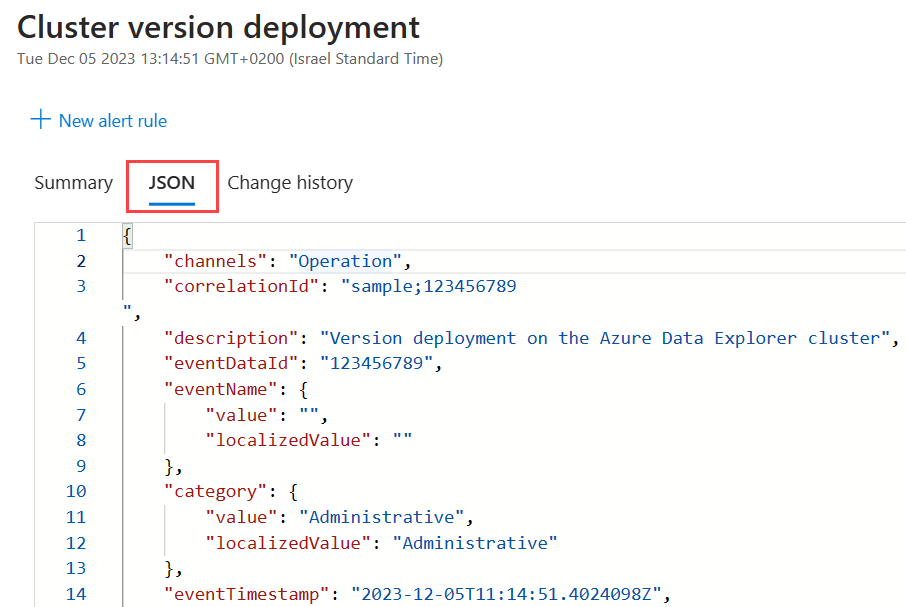 Cluster version deployment
Tue Dec 05 2023 13:14:51 GMT+0200 (Israel Standard Time)
New alert rule
Summary JSON Change history
1 {
2 "channels": "Operation",
3 "correlationId": "sample;123456789
",
4 "description": "Version deployment on the Azure Data Explorer cluster",
5 "eventDataId": "123456789",
6 "eventName": {
7 "value": "",
8 "localizedValue": ""
9 },
10 "category": {
11 "value": "Administrative",
12 "localizedValue": "Administrative"
13 },
14 "eventTimestamp": "2023-12-05T11:14:51.4024098Z",